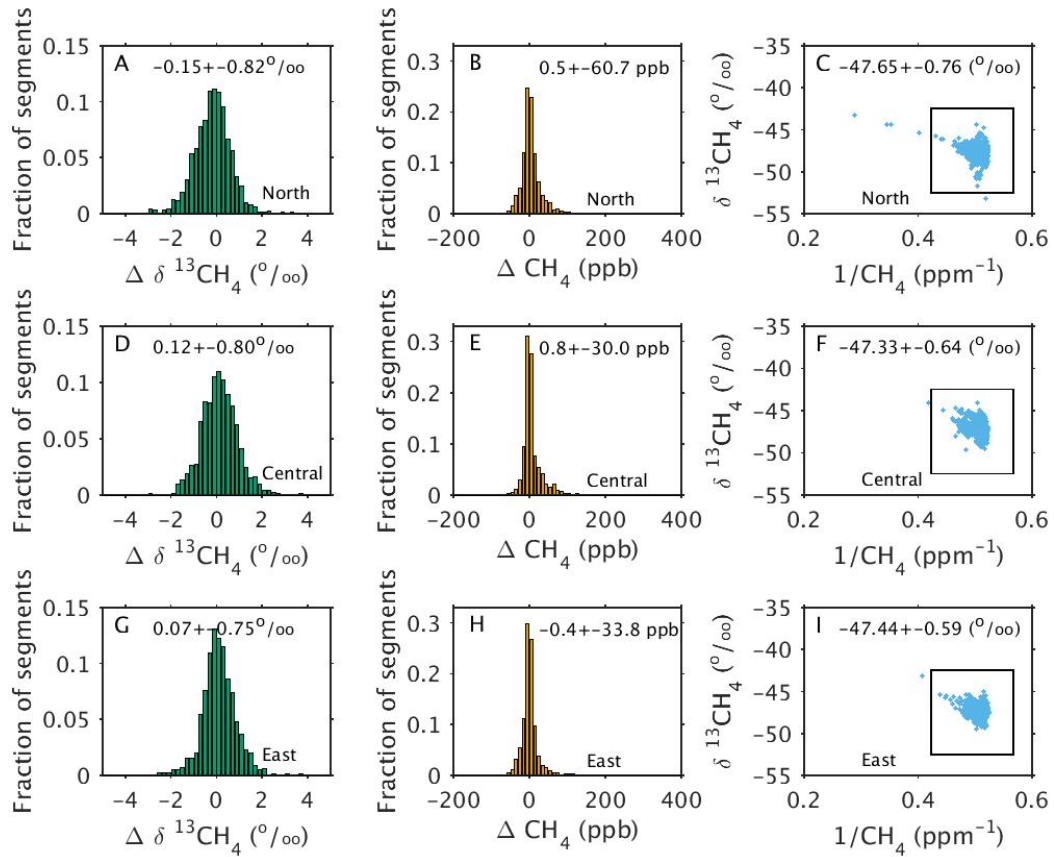 Fraction of segments
0.15
0.1
0.05
0
A
−0.15+−0.82°/oo
North
−4 −2 0 2 4
Δ δ ¹³CH₄ (°/oo)
Fraction of segments
0.3
0.2
0.1
0
B
0.5+−60.7 ppb
North
−200 0 200 400
Δ CH₄ (ppb)
δ ¹³CH₄ (°/oo)
−35
−40
−45
−50
−55
C
−47.65+−0.76 (°/oo)
North
0.2 0.4 0.6
1/CH₄ (ppm⁻¹)
Fraction of segments
0.15
0.1
0.05
0
D
0.12+−0.80°/oo
Central
−4 −2 0 2 4
Δ δ ¹³CH₄ (°/oo)
Fraction of segments
0.3
0.2
0.1
0
E
0.8+−30.0 ppb
Central
−200 0 200 400
Δ CH₄ (ppb)
δ ¹³CH₄ (°/oo)
−35
−40
−45
−50
−55
F
−47.33+−0.64 (°/oo)
Central
0.2 0.4 0.6
1/CH₄ (ppm⁻¹)
Fraction of segments
0.15
0.1
0.05
0
G
0.07+−0.75°/oo
East
−4 −2 0 2 4
Δ δ ¹³CH₄ (°/oo)
Fraction of segments
0.3
0.2
0.1
0
H
−0.4+−33.8 ppb
East
−200 0 200 400
Δ CH₄ (ppb)
δ ¹³CH₄ (°/oo)
−35
−40
−45
−50
−55
I
−47.44+−0.59 (°/oo)
East
0.2 0.4 0.6
1/CH₄ (ppm⁻¹)